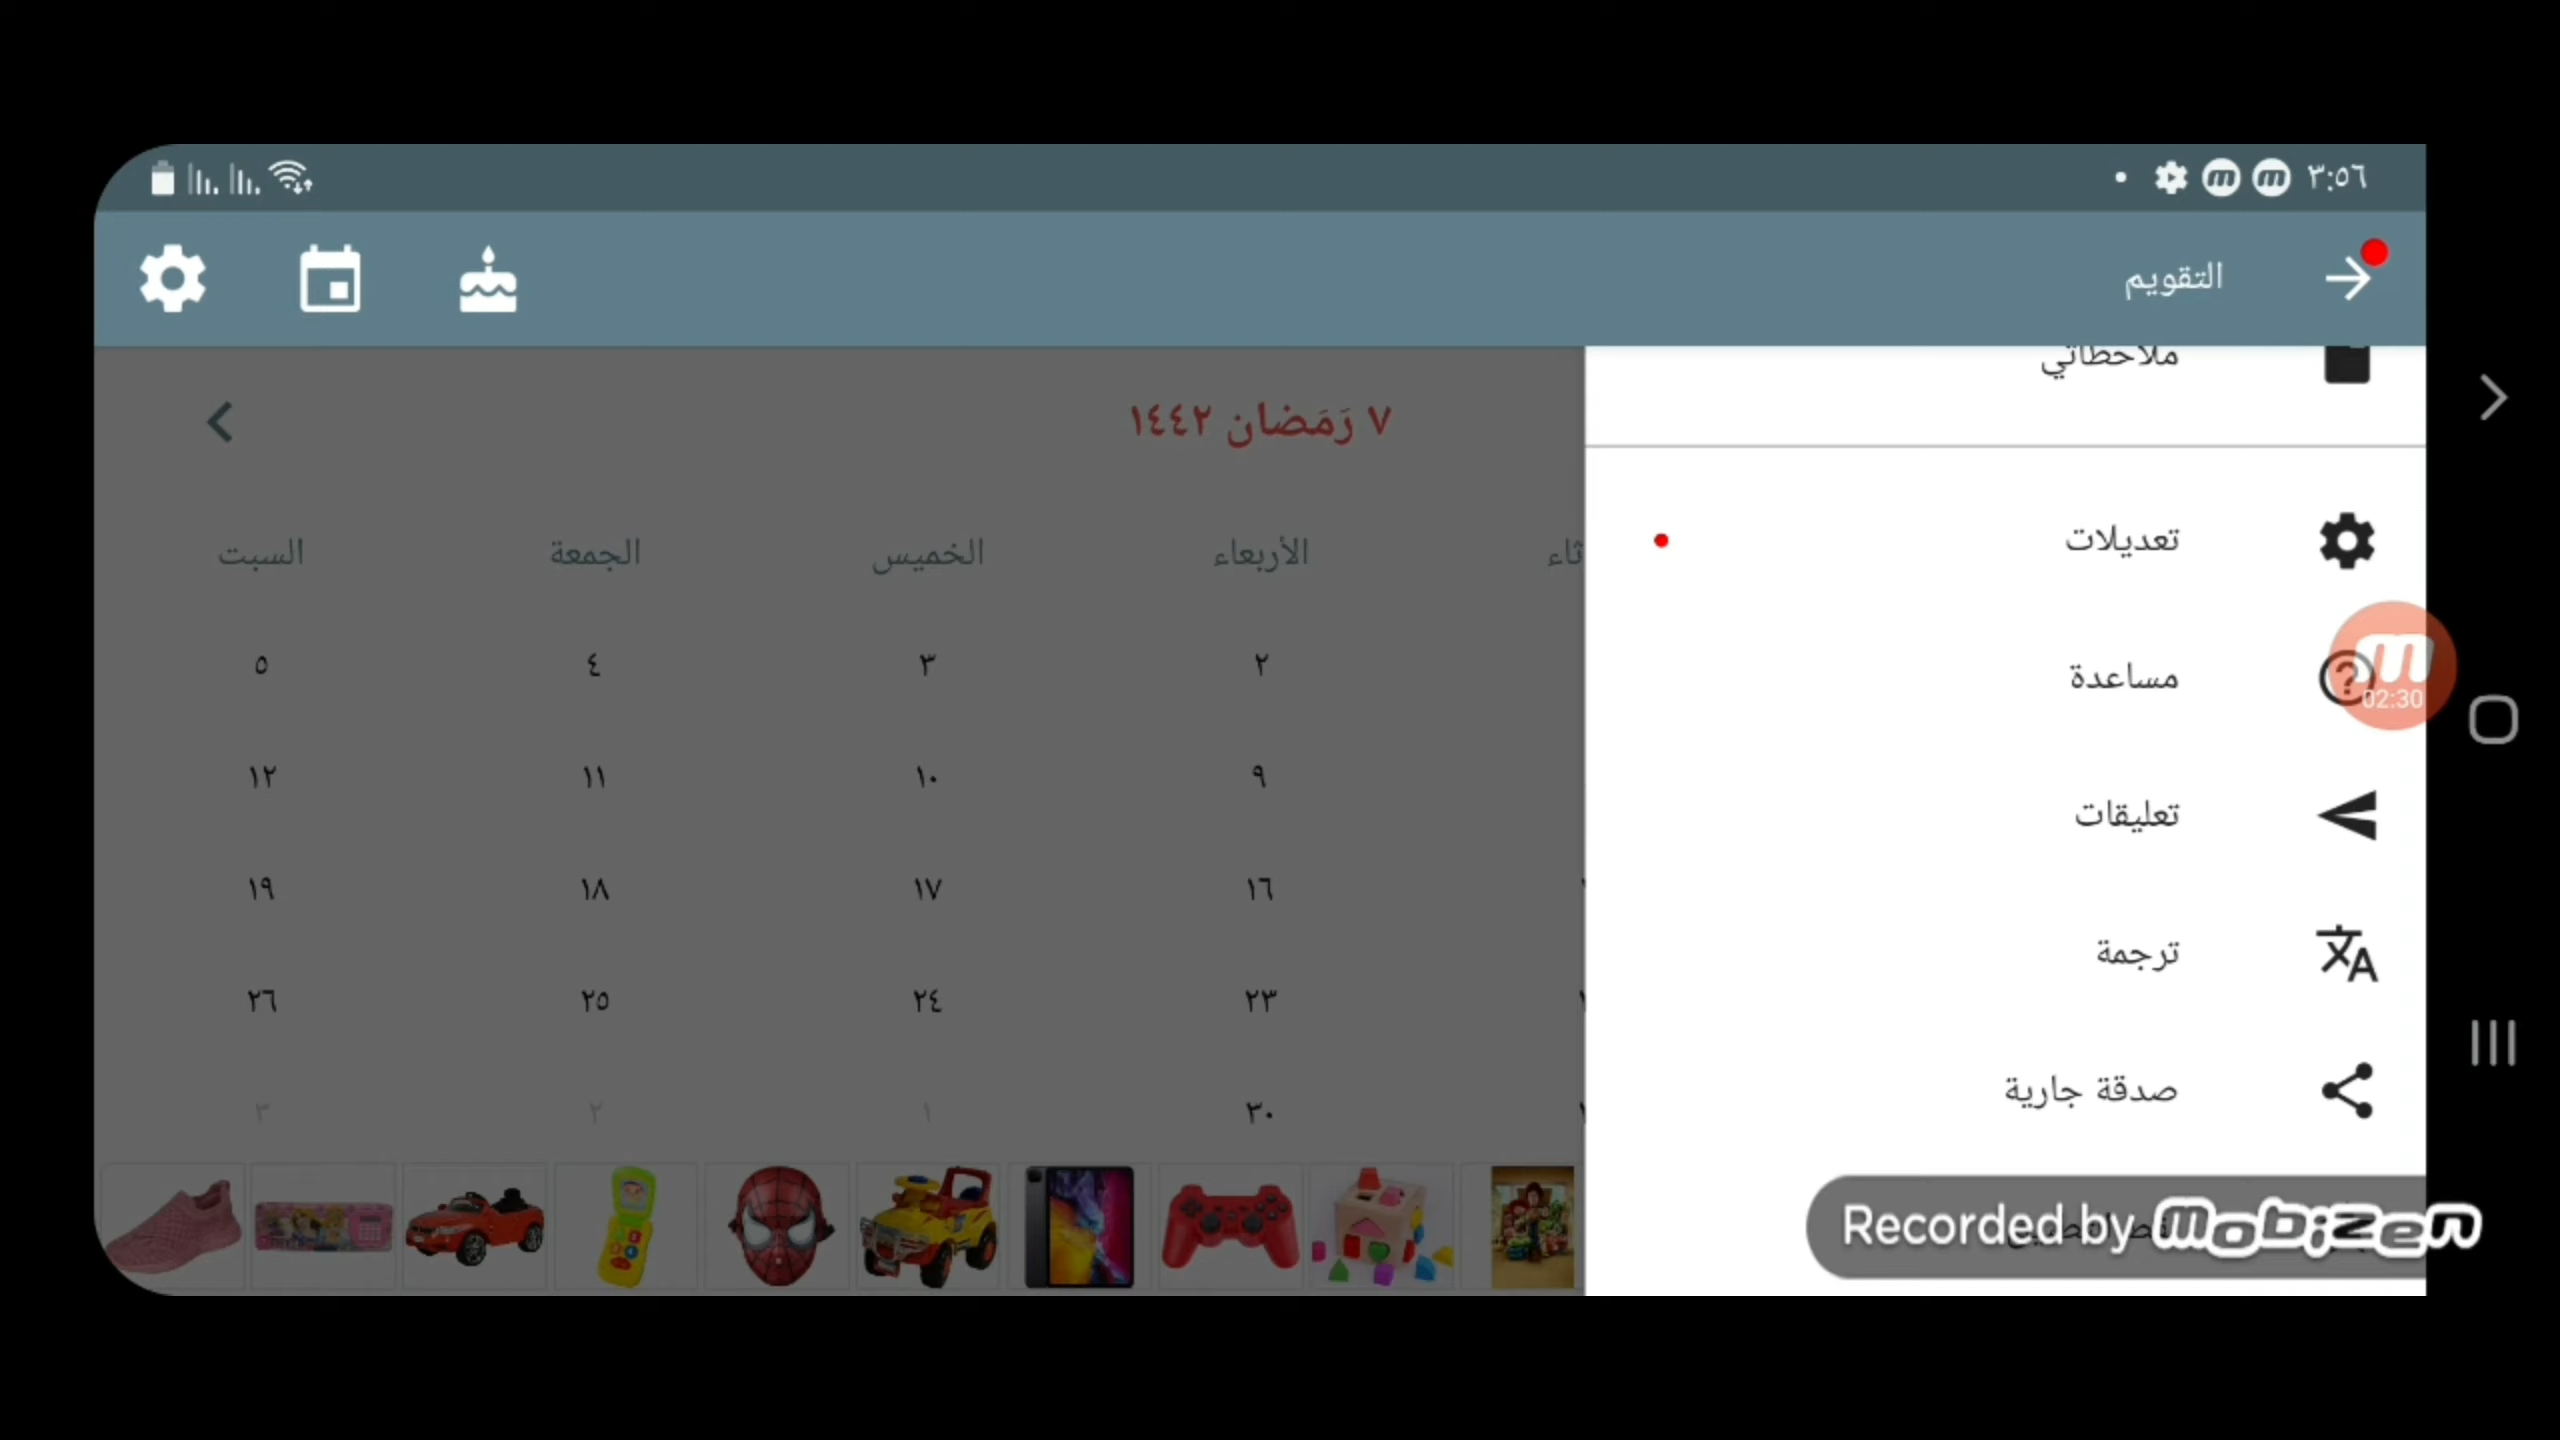 ٣:٥٦
التقويم
ملاحظاتي
تعديلات
مساعدة
02:30
تعليقات
ترجمة
صدقة جارية
Recorded by mobizen
٧ رَمَضان ١٤٤٢
الأربعاء الخميس الجمعة السبت
٢ ٣ ٤ ٥
٩ ١٠ ١١ ١٢
١٦ ١٧ ١٨ ١٩
٢٣ ٢٤ ٢٥ ٢٦
٣٠ ١ ٢ ٣